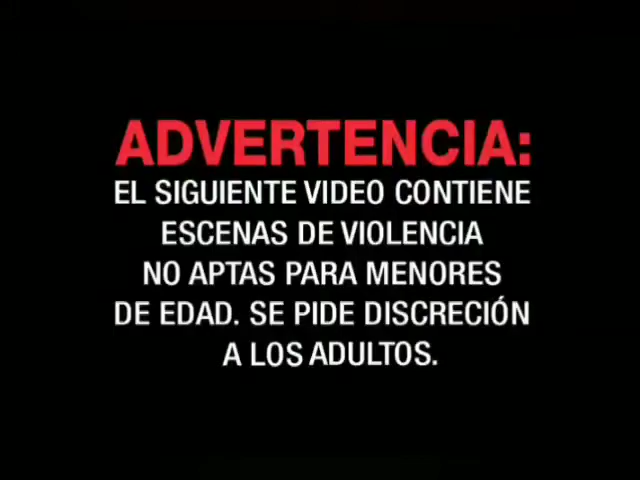 ADVERTENCIA:
EL SIGUIENTE VIDEO CONTIENE
ESCENAS DE VIOLENCIA
NO APTAS PARA MENORES
DE EDAD. SE PIDE DISCRECIÓN
A LOS ADULTOS.